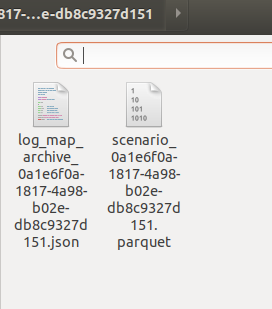 817-...e-db8c9327d151
log_map_
archive_
0a1e6f0a-
1817-4a98-
b02e-
db8c9327d
151.json
scenario_
0a1e6f0a-
1817-4a98-
b02e-
db8c9327d
151.
parquet
1
10
101
1010